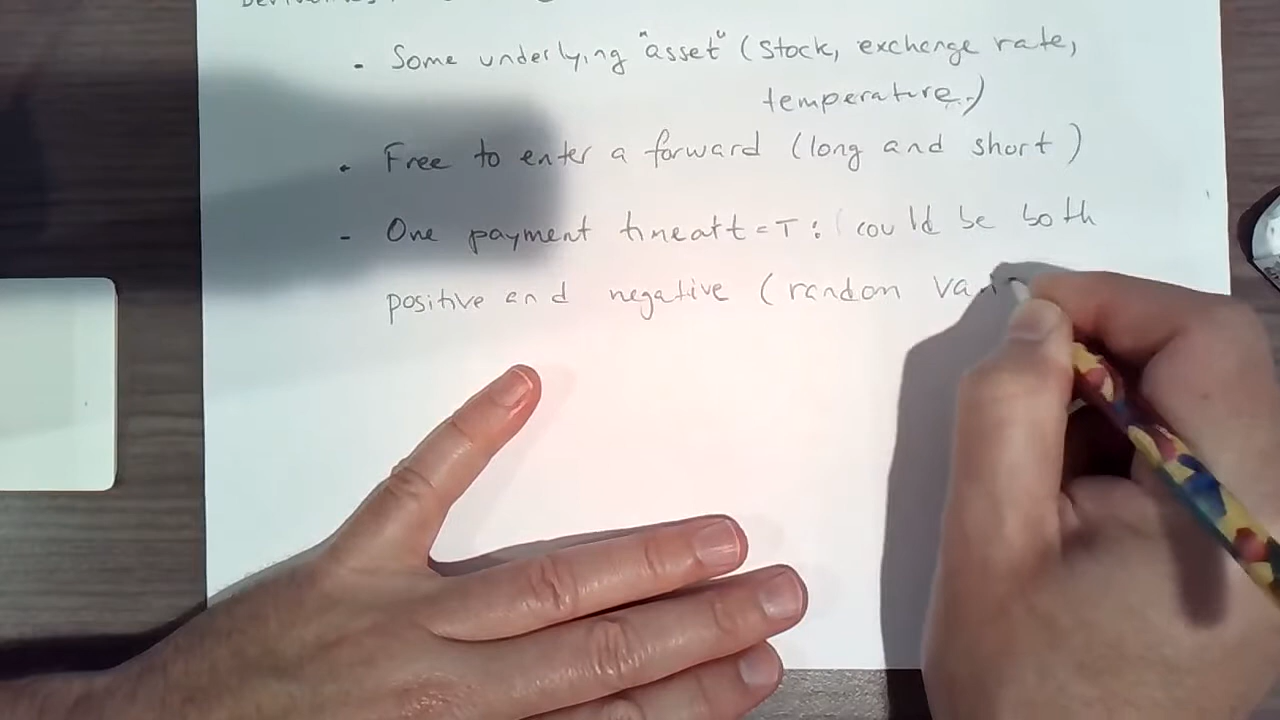 Some underlying "asset" (stock, exchange rate,
temperature..)
Free to enter a forward (long and short)
One payment time at t = T: could be both
positive and negative (random